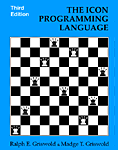 Third
Edition
THE ICON
PROGRAMMING
LANGUAGE
Ralph E. Griswold & Madge T. Griswold